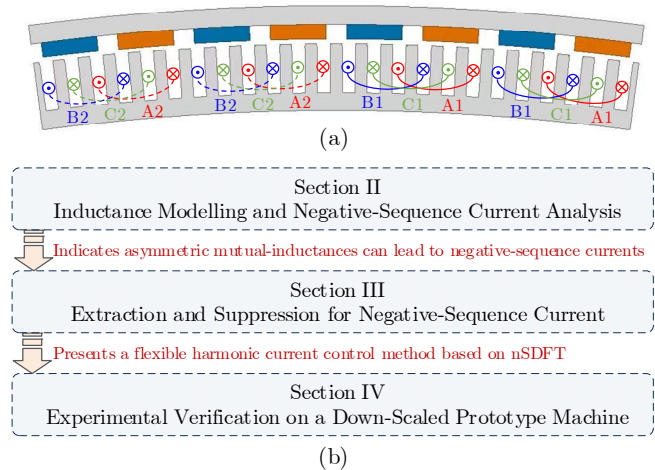 B2 C2 A2 B2 C2 A2 B1 C1 A1 B1 C1 A1
(a)
Section II
Inductance Modelling and Negative-Sequence Current Analysis
Indicates asymmetric mutual-inductances can lead to negative-sequence currents
Section III
Extraction and Suppression for Negative-Sequence Current
Presents a flexible harmonic current control method based on nSDFT
Section IV
Experimental Verification on a Down-Scaled Prototype Machine
(b)